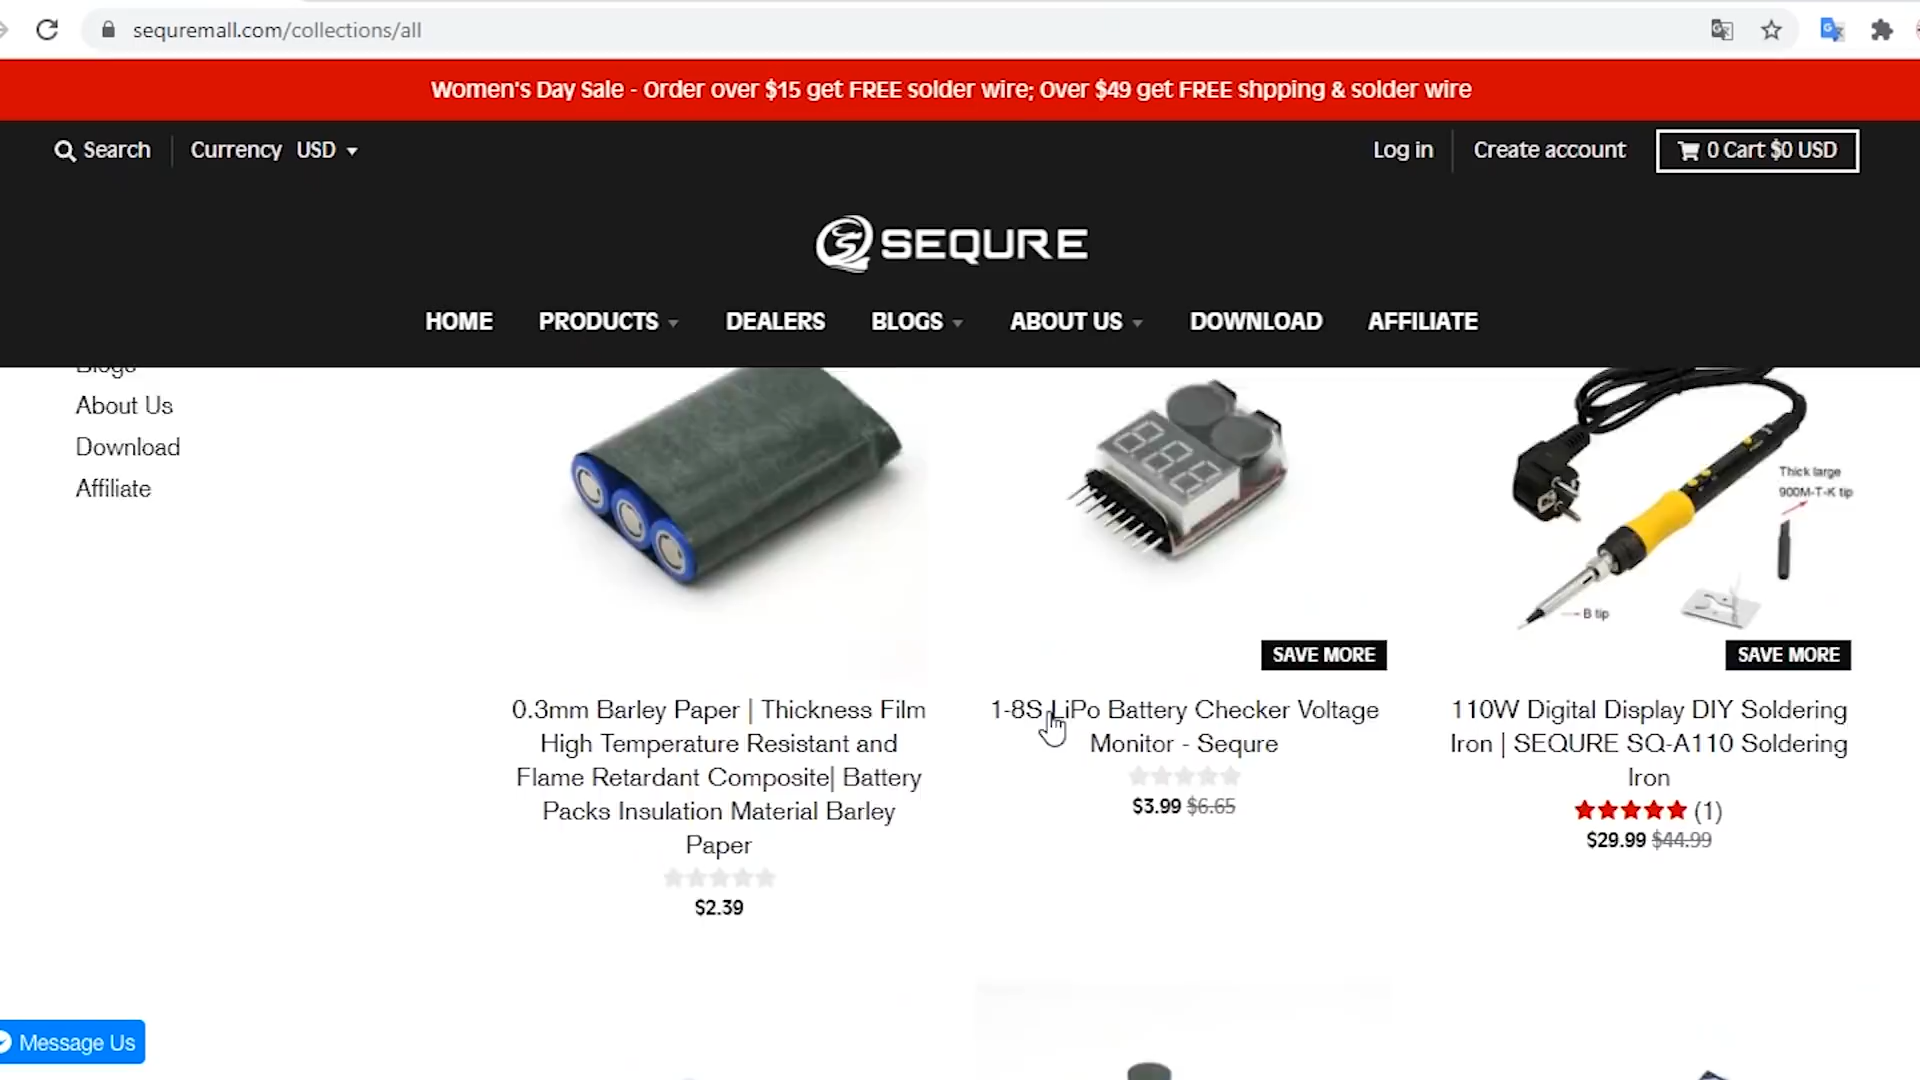 sequremall.com/collections/all
Women's Day Sale - Order over $15 get FREE solder wire; Over $49 get FREE shpping & solder wire
Search
Currency USD
Log in
Create account
0 Cart $0 USD
SEQURE
HOME
PRODUCTS
DEALERS
BLOGS
ABOUT US
DOWNLOAD
AFFILIATE
Blogs
About Us
Download
Affiliate
8.8.8.
Thick large
900M-T-K tip
B tip
SAVE MORE
SAVE MORE
0.3mm Barley Paper | Thickness Film
High Temperature Resistant and
Flame Retardant Composite| Battery
Packs Insulation Material Barley
Paper
$2.39
1-8S LiPo Battery Checker Voltage
Monitor - Sequre
$3.99 $6.65
110W Digital Display DIY Soldering
Iron | SEQURE SQ-A110 Soldering
Iron
(1)
$29.99 $44.99
Message Us